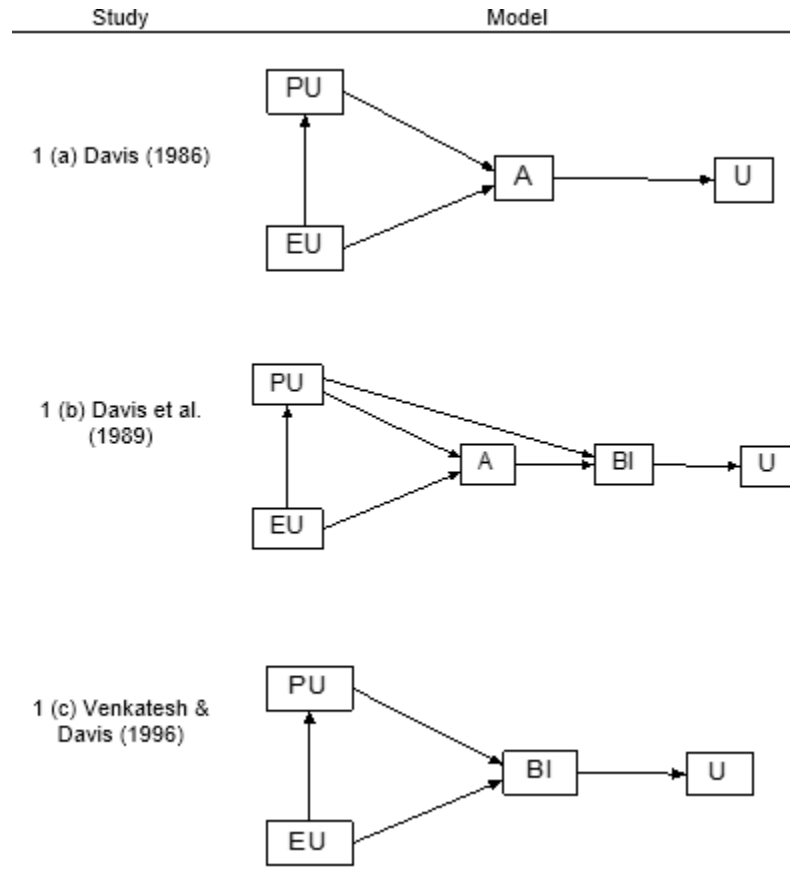 Study Model
PU
1 (a) Davis (1986)
A
U
EU
PU
1 (b) Davis et al.
(1989)
A
BI
U
EU
PU
1 (c) Venkatesh &
Davis (1996)
BI
U
EU